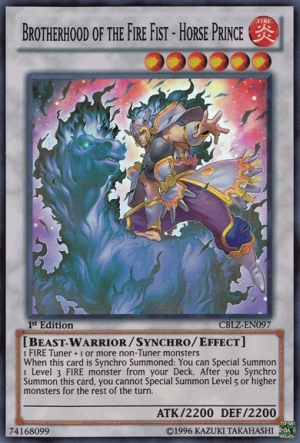 BROTHERHOOD OF THE FIRE FIST - HORSE PRINCE
FIRE
炎
1st Edition
CBLZ-EN097
[BEAST-WARRIOR/SYNCHRO/EFFECT]
1 FIRE Tuner + 1 or more non-Tuner monsters
When this card is Synchro Summoned: You can Special Summon
1 Level 3 FIRE monster from your Deck. After you Synchro
Summon this card, you cannot Special Summon Level 5 or higher
monsters for the rest of the turn.
ATK/2200 DEF/2200
74168099
©1996 KAZUKI TAKAHASHI